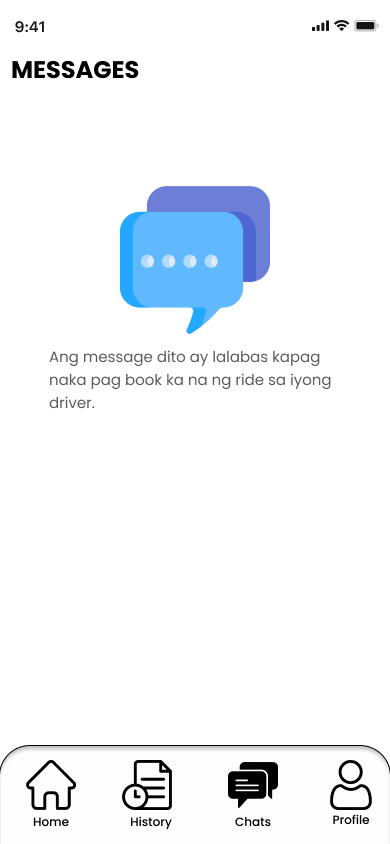 9:41
MESSAGES
Ang message dito ay lalabas kapag
naka pag book ka na ng ride sa iyong
driver.
Home
History
Chats
Profile